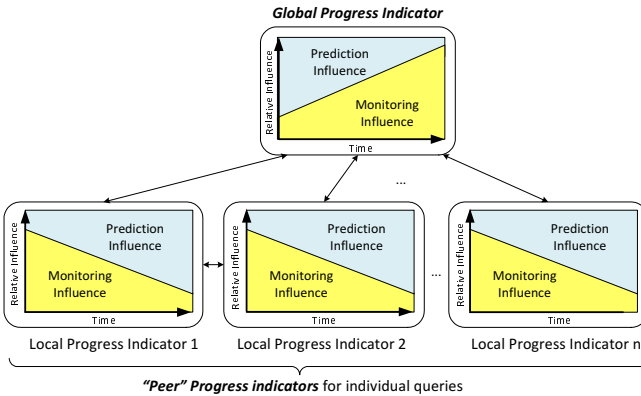 Global Progress Indicator
Relative Influence
Prediction
Influence
Monitoring
Influence
Time
...
Relative Influence
Prediction
Influence
Monitoring
Influence
Time
Relative Influence
Prediction
Influence
Monitoring
Influence
Time
...
Relative Influence
Prediction
Influence
Monitoring
Influence
Time
Local Progress Indicator 1
Local Progress Indicator 2
Local Progress Indicator n
“Peer” Progress indicators for individual queries